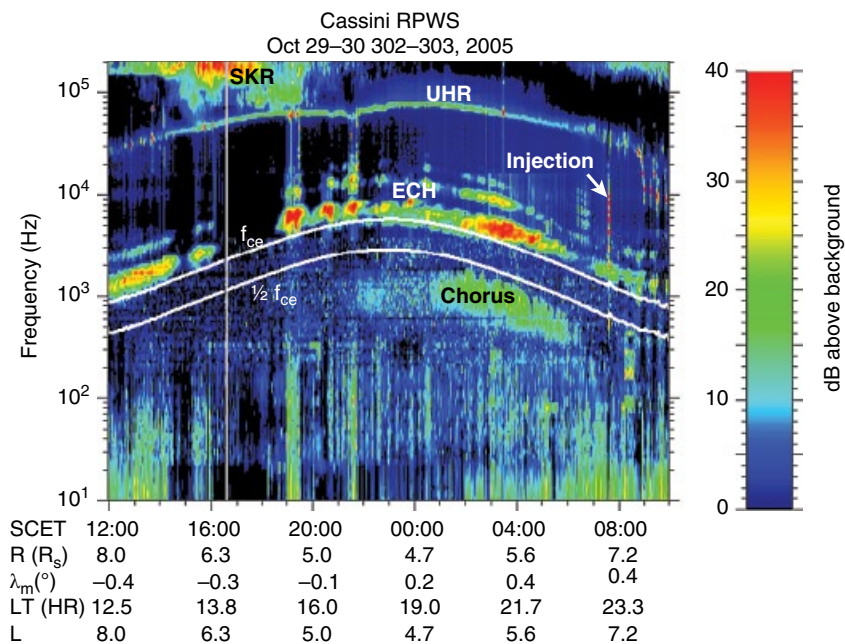 Cassini RPWS
Oct 29–30 302–303, 2005
SKR
UHR
Injection
ECH
f_ce
½ f_ce
Chorus
Frequency (Hz)
10^5
10^4
10^3
10^2
10^1
40
30
20
10
0
dB above background
SCET 12:00 16:00 20:00 00:00 04:00 08:00
R (R_s) 8.0 6.3 5.0 4.7 5.6 7.2
λ_m(°) –0.4 –0.3 –0.1 0.2 0.4 0.4
LT (HR) 12.5 13.8 16.0 19.0 21.7 23.3
L 8.0 6.3 5.0 4.7 5.6 7.2